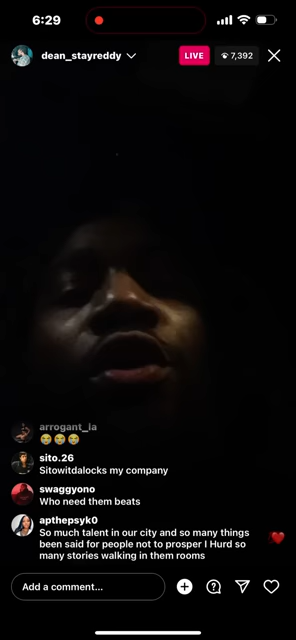 6:29
dean_stayreddy
LIVE
7,392
arrogant_la
😭😭😭
sito.26
Sitowitdalocks my company
swaggyono
Who need them beats
apthepsyk0
So much talent in our city and so many things
been said for people not to prosper I Hurd so
many stories walking in them rooms
Add a comment...